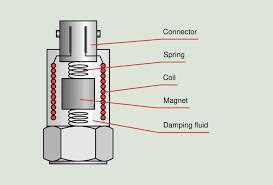 Connector
Spring
Coil
Magnet
Damping fluid